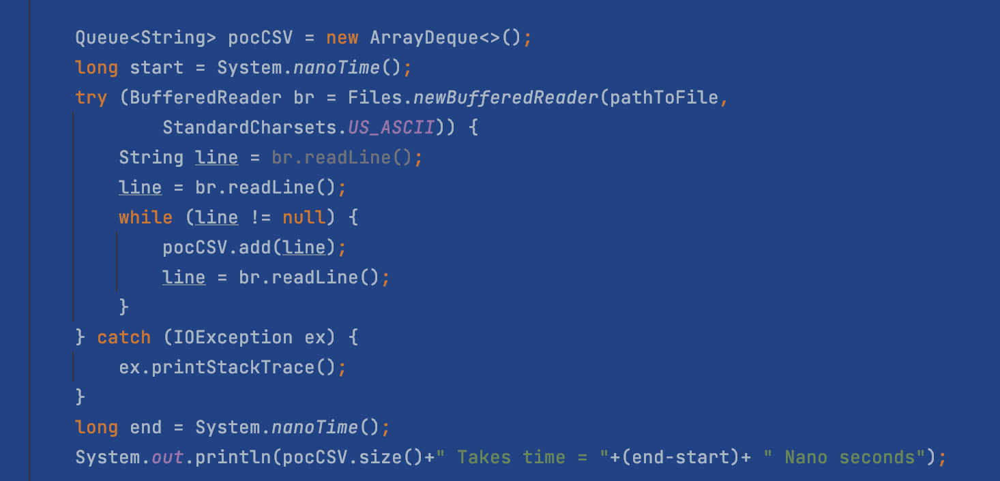 Queue<String> pocCSV = new ArrayDeque<>();
long start = System.nanoTime();
try (BufferedReader br = Files.newBufferedReader(pathToFile,
StandardCharsets.US_ASCII)) {
String line = br.readLine();
line = br.readLine();
while (line != null) {
pocCSV.add(line);
line = br.readLine();
}
} catch (IOException ex) {
ex.printStackTrace();
}
long end = System.nanoTime();
System.out.println(pocCSV.size()+" Takes time = "+(end-start)+ " Nano seconds");